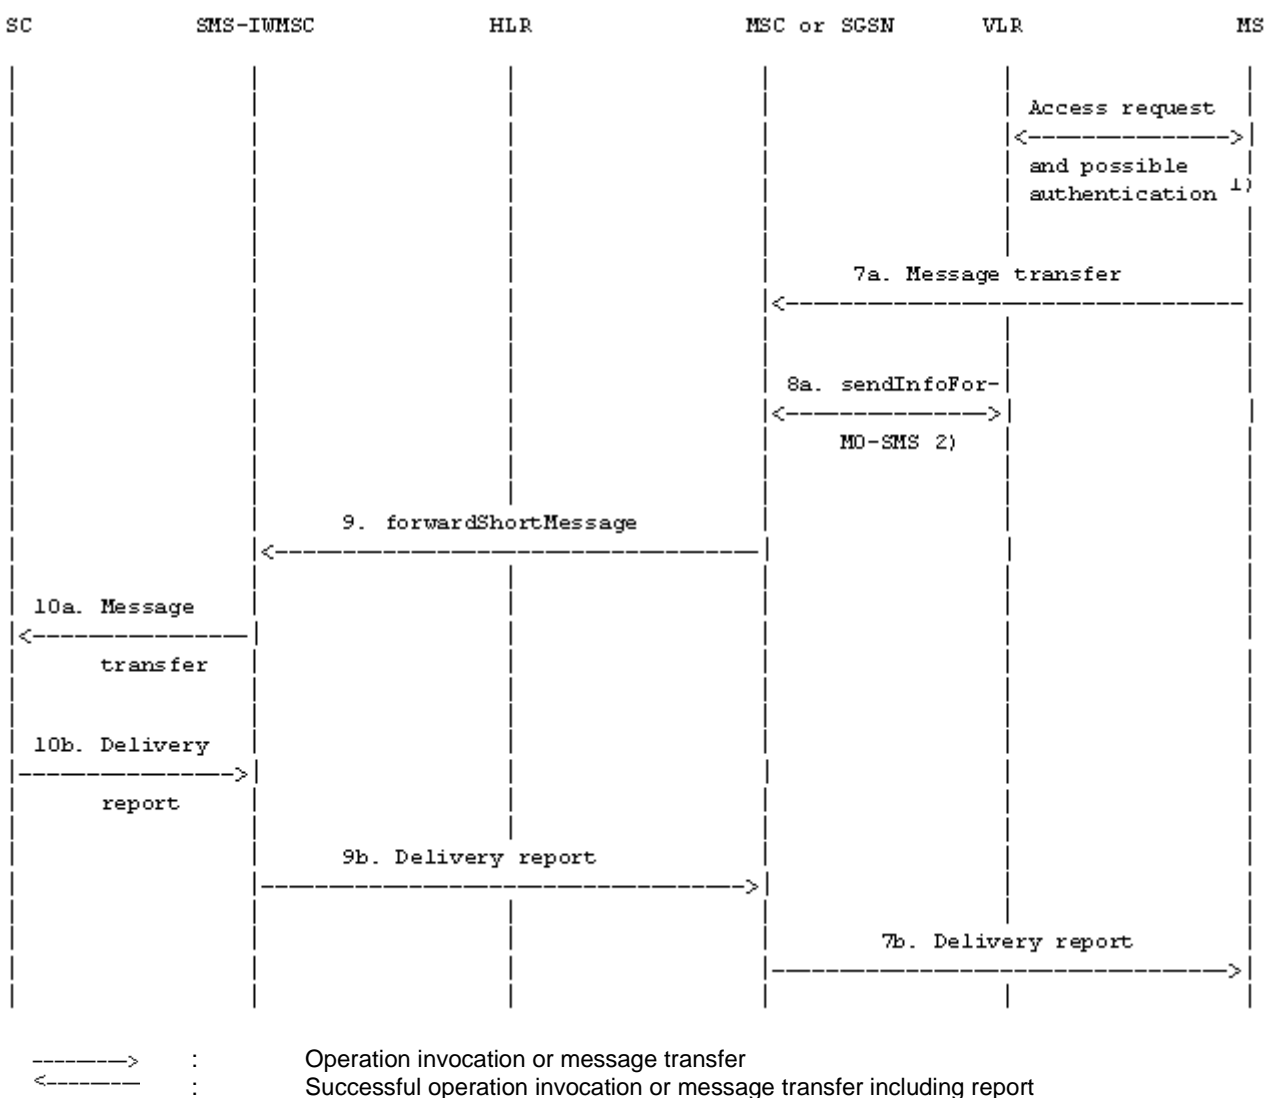 SC SMS-IWMSC HLR MSC or SGSN VLR MS
Access request
and possible
authentication 1)
7a. Message transfer
8a. sendInfoFor-
MO-SMS 2)
9. forwardShortMessage
10a. Message
transfer
10b. Delivery
report
9b. Delivery report
7b. Delivery report
: Operation invocation or message transfer
: Successful operation invocation or message transfer including report